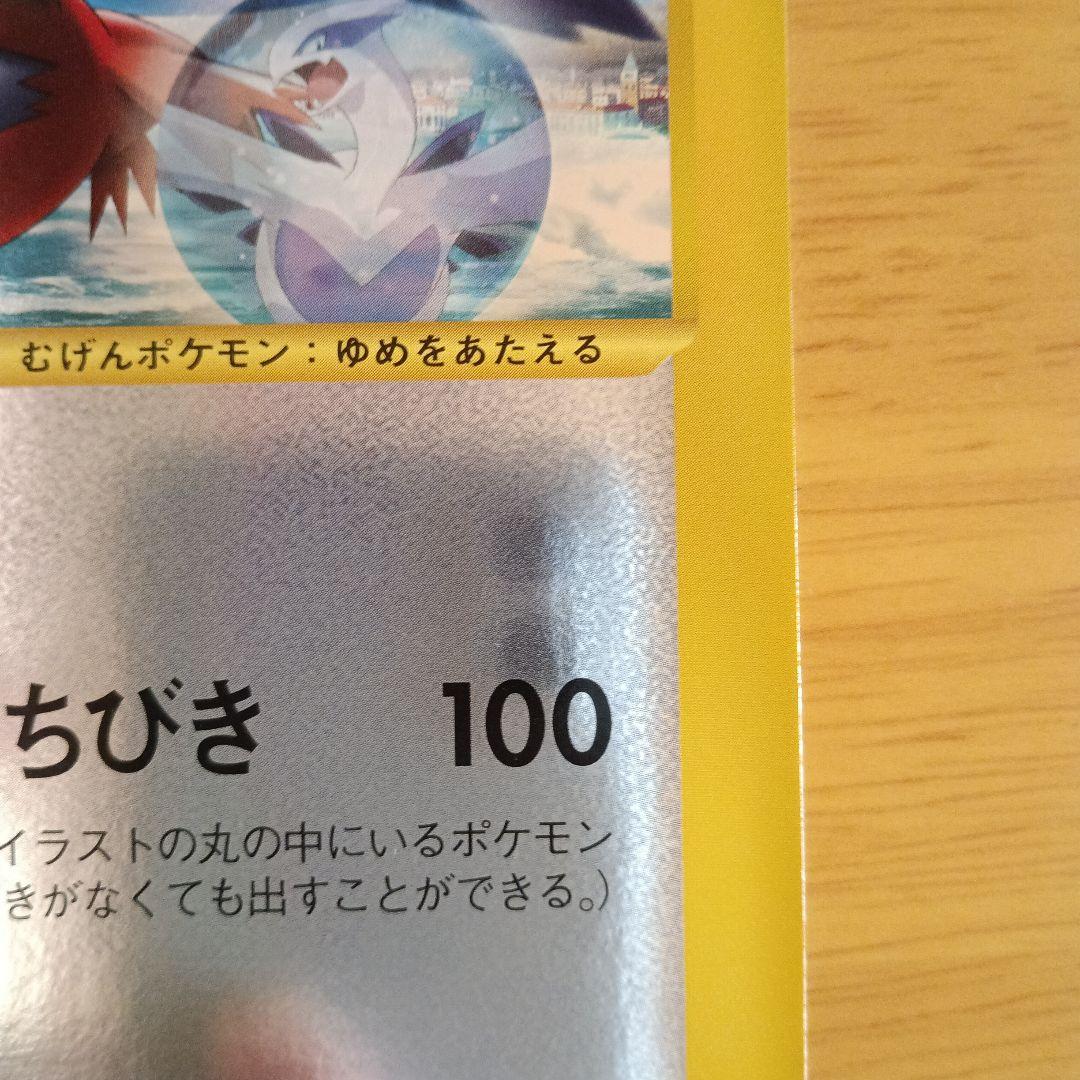 むげんポケモン：ゆめをあたえる
ちびき 100
イラストの丸の中にいるポケモン
きがなくても出すことができる。）